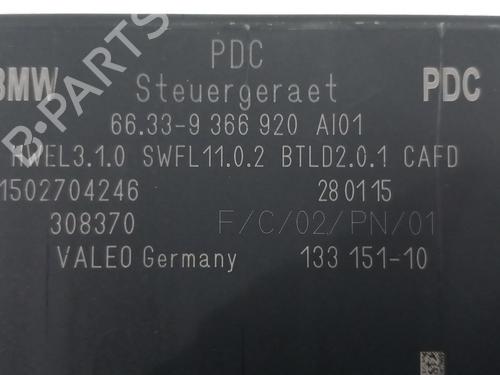 PDC
BMW Steuergeraet PDC
66.33-9 366 920 AI01
HWEL3.1.0 SWFL11.0.2 BTLD2.0.1 CAFD
1502704246 280115
308370 F/C/02/PN/01
VALEO Germany 133 151-10
B-PARTS